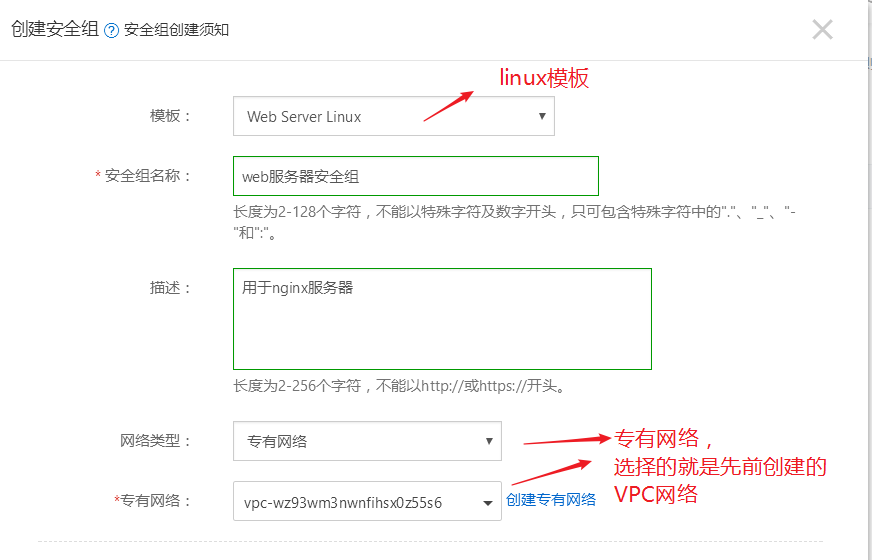 创建安全组 ? 安全组创建须知
linux模板
模板： Web Server Linux
* 安全组名称： web服务器安全组
长度为2-128个字符，不能以特殊字符及数字开头，只可包含特殊字符中的"."、"_"、"-
"和":"。
描述： 用于nginx服务器
长度为2-256个字符，不能以http://或https://开头。
网络类型： 专有网络
专有网络，
选择的就是先前创建的
VPC网络
*专有网络： vpc-wz93wm3nwnfihsx0z55s6 创建专有网络